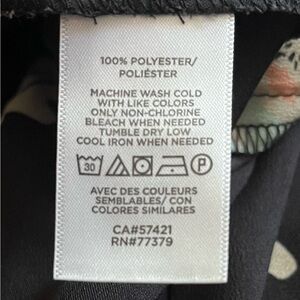 100% POLYESTER/
POLIÉSTER
MACHINE WASH COLD
WITH LIKE COLORS
ONLY NON-CHLORINE
BLEACH WHEN NEEDED
TUMBLE DRY LOW
COOL IRON WHEN NEEDED
30 P
AVEC DES COULEURS
SEMBLABLES/ CON
COLORES SIMILARES
CA#57421
RN#77379